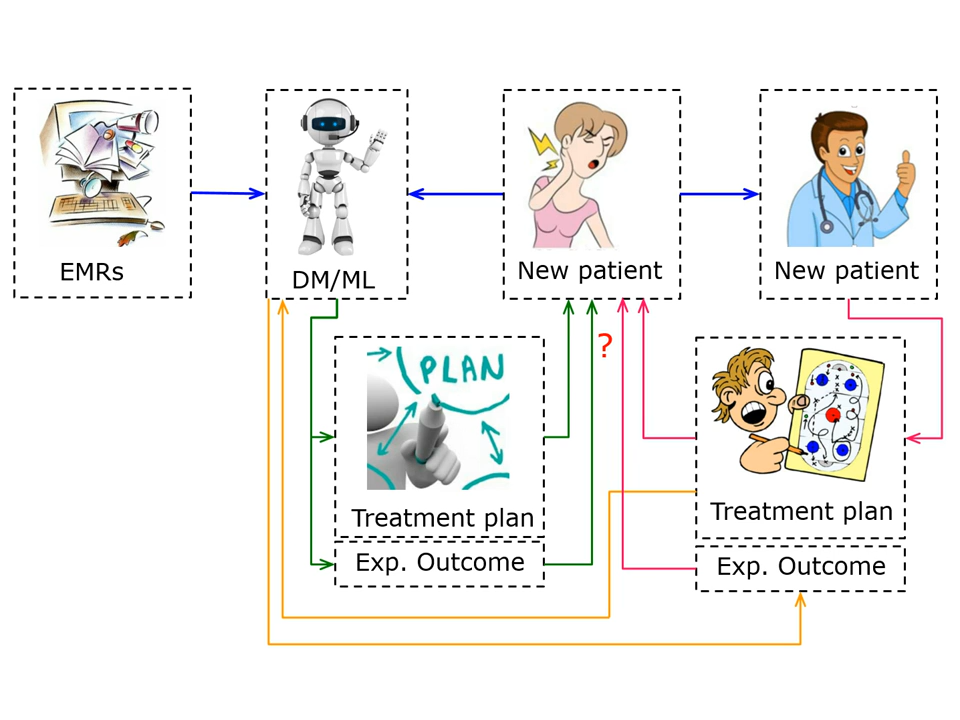 EMRs
DM/ML
New patient
New patient
?
PLAN
Treatment plan
Exp. Outcome
Treatment plan
Exp. Outcome